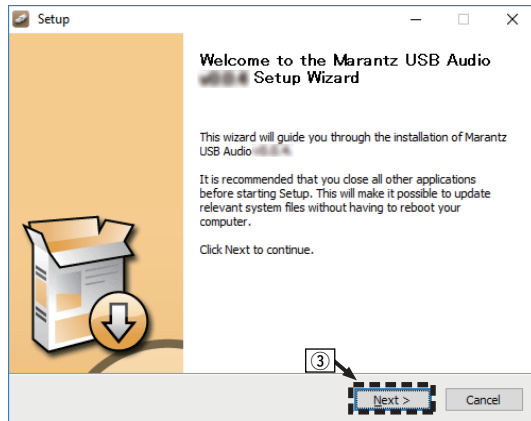 Setup
Welcome to the Marantz USB Audio
Setup Wizard
This wizard will guide you through the installation of Marantz
USB Audio
It is recommended that you close all other applications
before starting Setup. This will make it possible to update
relevant system files without having to reboot your
computer.
Click Next to continue.
③
Next >
Cancel